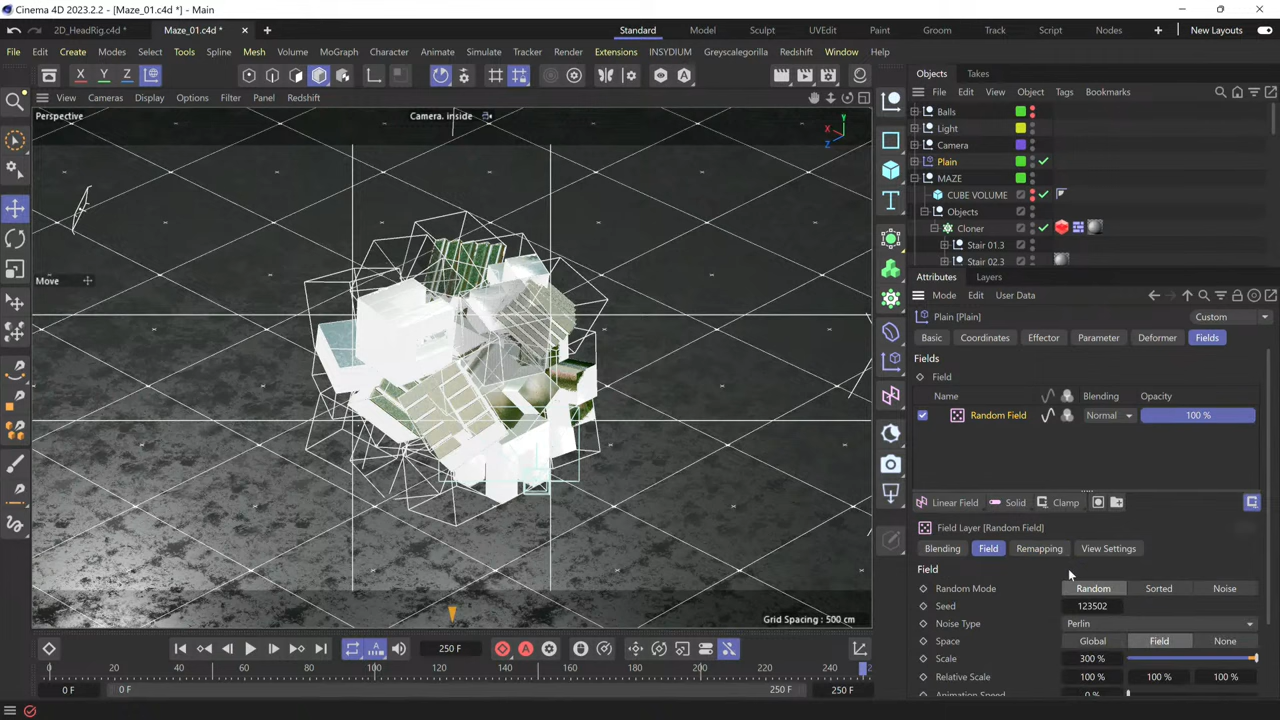 Cinema 4D 2023.2.2 - [Maze_01.c4d *] - Main
2D_HeadRig.c4d *
Maze_01.c4d *
Standard
Model
Sculpt
UVEdit
Paint
Groom
Track
Script
Nodes
New Layouts
File
Edit
Create
Modes
Select
Tools
Spline
Mesh
Volume
MoGraph
Character
Animate
Simulate
Tracker
Render
Extensions
INSYDIUM
Greyscalegorilla
Redshift
Window
Help
X
Y
Z
View
Cameras
Display
Options
Filter
Panel
Redshift
Perspective
Camera. inside
Y
X
Z
Move
Grid Spacing : 500 cm
Objects
Takes
File
Edit
View
Object
Tags
Bookmarks
Balls
Light
Camera
Plain
MAZE
CUBE VOLUME
Objects
Cloner
Stair 01.3
Stair 02.3
Attributes
Layers
Mode
Edit
User Data
Plain [Plain]
Custom
Basic
Coordinates
Effector
Parameter
Deformer
Fields
Fields
Field
Name
Blending
Opacity
Random Field
Normal
100 %
Linear Field
Solid
Clamp
Field Layer [Random Field]
Blending
Field
Remapping
View Settings
Field
Random Mode
Random
Sorted
Noise
Seed
123502
Noise Type
Perlin
Space
Global
Field
None
Scale
300 %
Relative Scale
100 %
100 %
100 %
Animation Speed
0 %
250 F
0
20
40
60
80
100
120
140
160
180
200
220
240
0 F
0 F
250 F
250 F